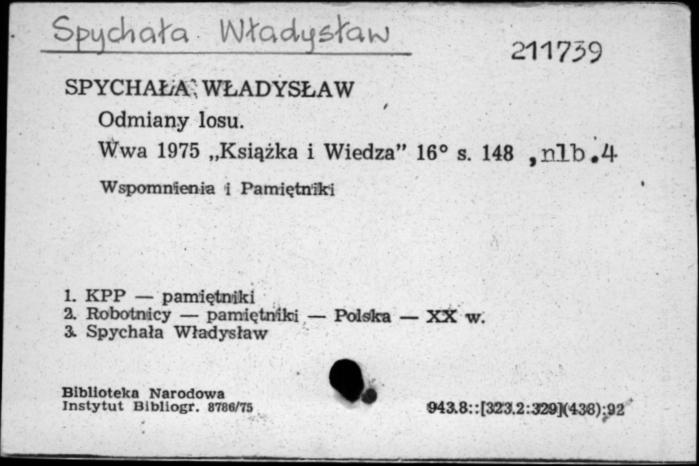 Spychała Władysław
211739
SPYCHAŁA WŁADYSŁAW
Odmiany losu.
Wwa 1975 „Książka i Wiedza” 16° s. 148 , nlb. 4
Wspomnienia i Pamiętniki
1. KPP — pamiętniki
2. Robotnicy — pamiętniki — Polska — XX w.
3. Spychała Władysław
Biblioteka Narodowa
Instytut Bibliogr. 8786/75
943.8::[323.2:329](438):92